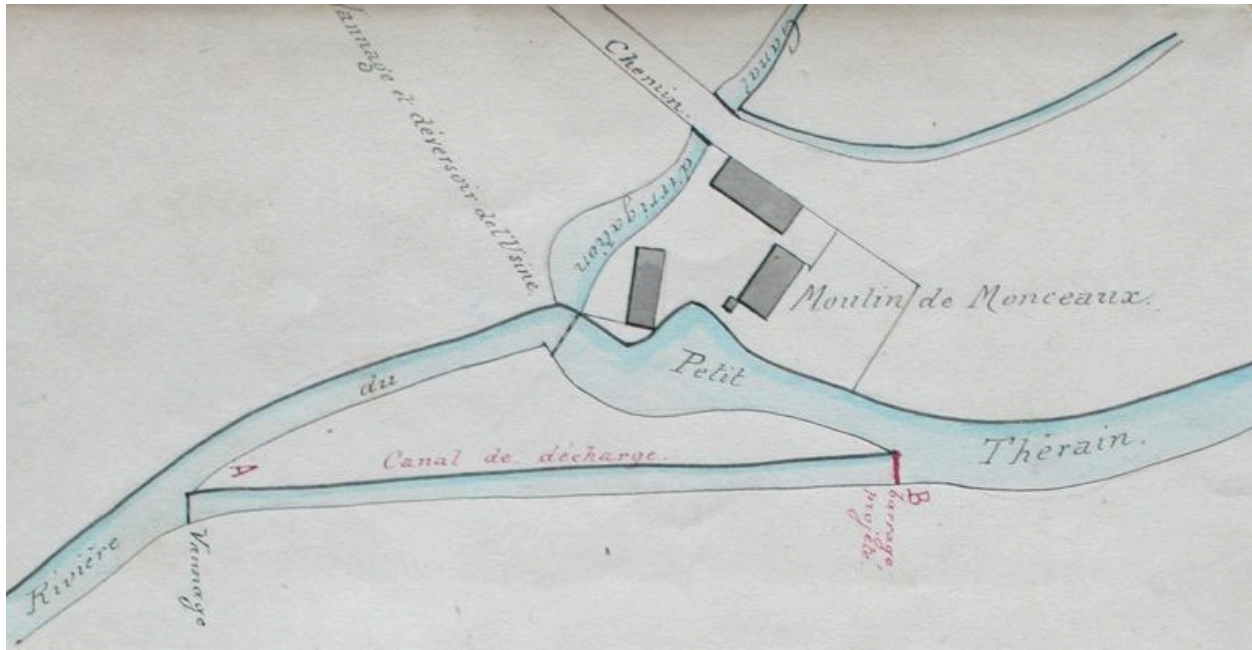 Vannage et déversoir de l'Usine.
Chemin.
Canal
d'irrigation
Moulin de Monceaux.
Rivière
du
Petit
Thérain.
A
Canal de décharge.
B
barrage
projeté,
Vannage